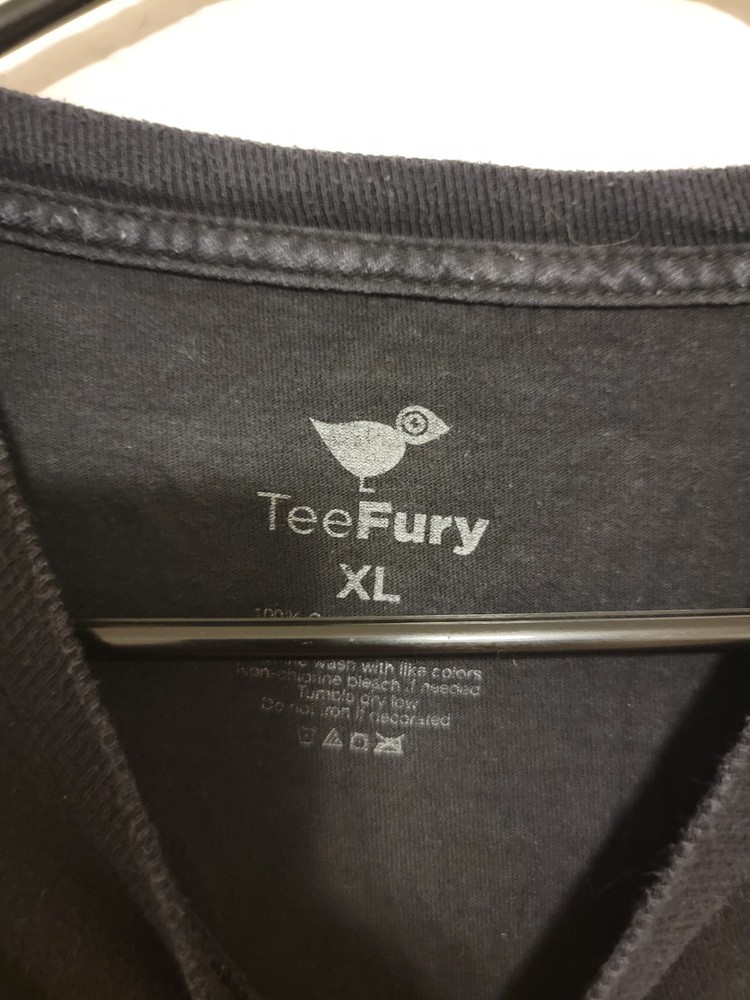 TeeFury
XL
100%
wash with like colors
Non-chlorine bleach if needed
Tumble dry low
Do not iron if decorated